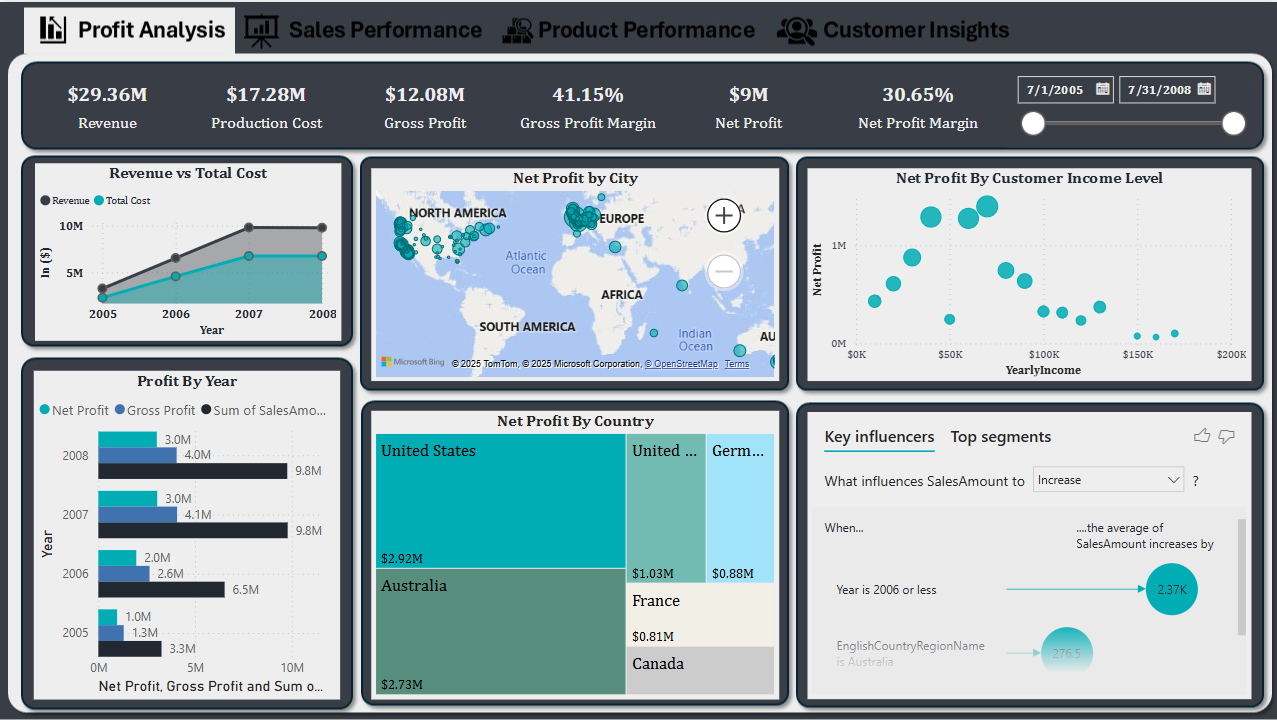 Profit Analysis
Sales Performance
Product Performance
Customer Insights
$29.36M
Revenue
$17.28M
Production Cost
$12.08M
Gross Profit
41.15%
Gross Profit Margin
$9M
Net Profit
30.65%
Net Profit Margin
7/1/2005
7/31/2008
Revenue vs Total Cost
Revenue Total Cost
10M
5M
In ($)
2005 2006 2007 2008
Year
Net Profit by City
NORTH AMERICA
EUROPE
A
Atlantic
Ocean
AFRICA
SOUTH AMERICA
Indian
Ocean
AU
Microsoft Bing
© 2025 TomTom, © 2025 Microsoft Corporation, © OpenStreetMap Terms
Net Profit By Customer Income Level
Net Profit
1M
0M
$0K $50K $100K $150K $200K
YearlyIncome
Profit By Year
Net Profit Gross Profit Sum of SalesAmo...
Year
2008
3.0M
4.0M
9.8M
2007
3.0M
4.1M
9.8M
2006
2.0M
2.6M
6.5M
2005
1.0M
1.3M
3.3M
0M 5M 10M
Net Profit, Gross Profit and Sum o...
Net Profit By Country
United States
$2.92M
Australia
$2.73M
United ...
$1.03M
Germ...
$0.88M
France
$0.81M
Canada
Key influencers
Top segments
What influences SalesAmount to
Increase
?
When...
....the average of
SalesAmount increases by
Year is 2006 or less
2.37K
EnglishCountryRegionName
is Australia
276.5